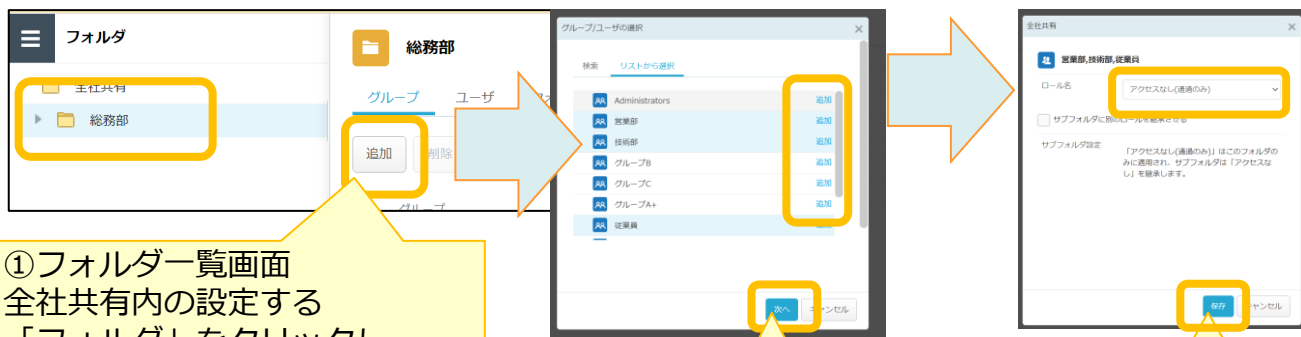 フォルダ
全社共有
総務部
総務部
グループ
ユーザ
追加
削除
グループ
①フォルダ一覧画面
全社共有内の設定する
「フォルダ」をクリックし
グループ/ユーザの選択
検索
リストから選択
Administrators
追加
営業部
追加
技術部
追加
グループB
追加
グループC
追加
グループA+
追加
従業員
次へ
キャンセル
全社共有
営業部,技術部,従業員
ロール名
アクセスなし(通過のみ)
サブフォルダに別のロールを継承させる
サブフォルダ設定
「アクセスなし(通過のみ)」はこのフォルダの
みに適用され、サブフォルダは「アクセスな
し」を継承します。
保存
キャンセル